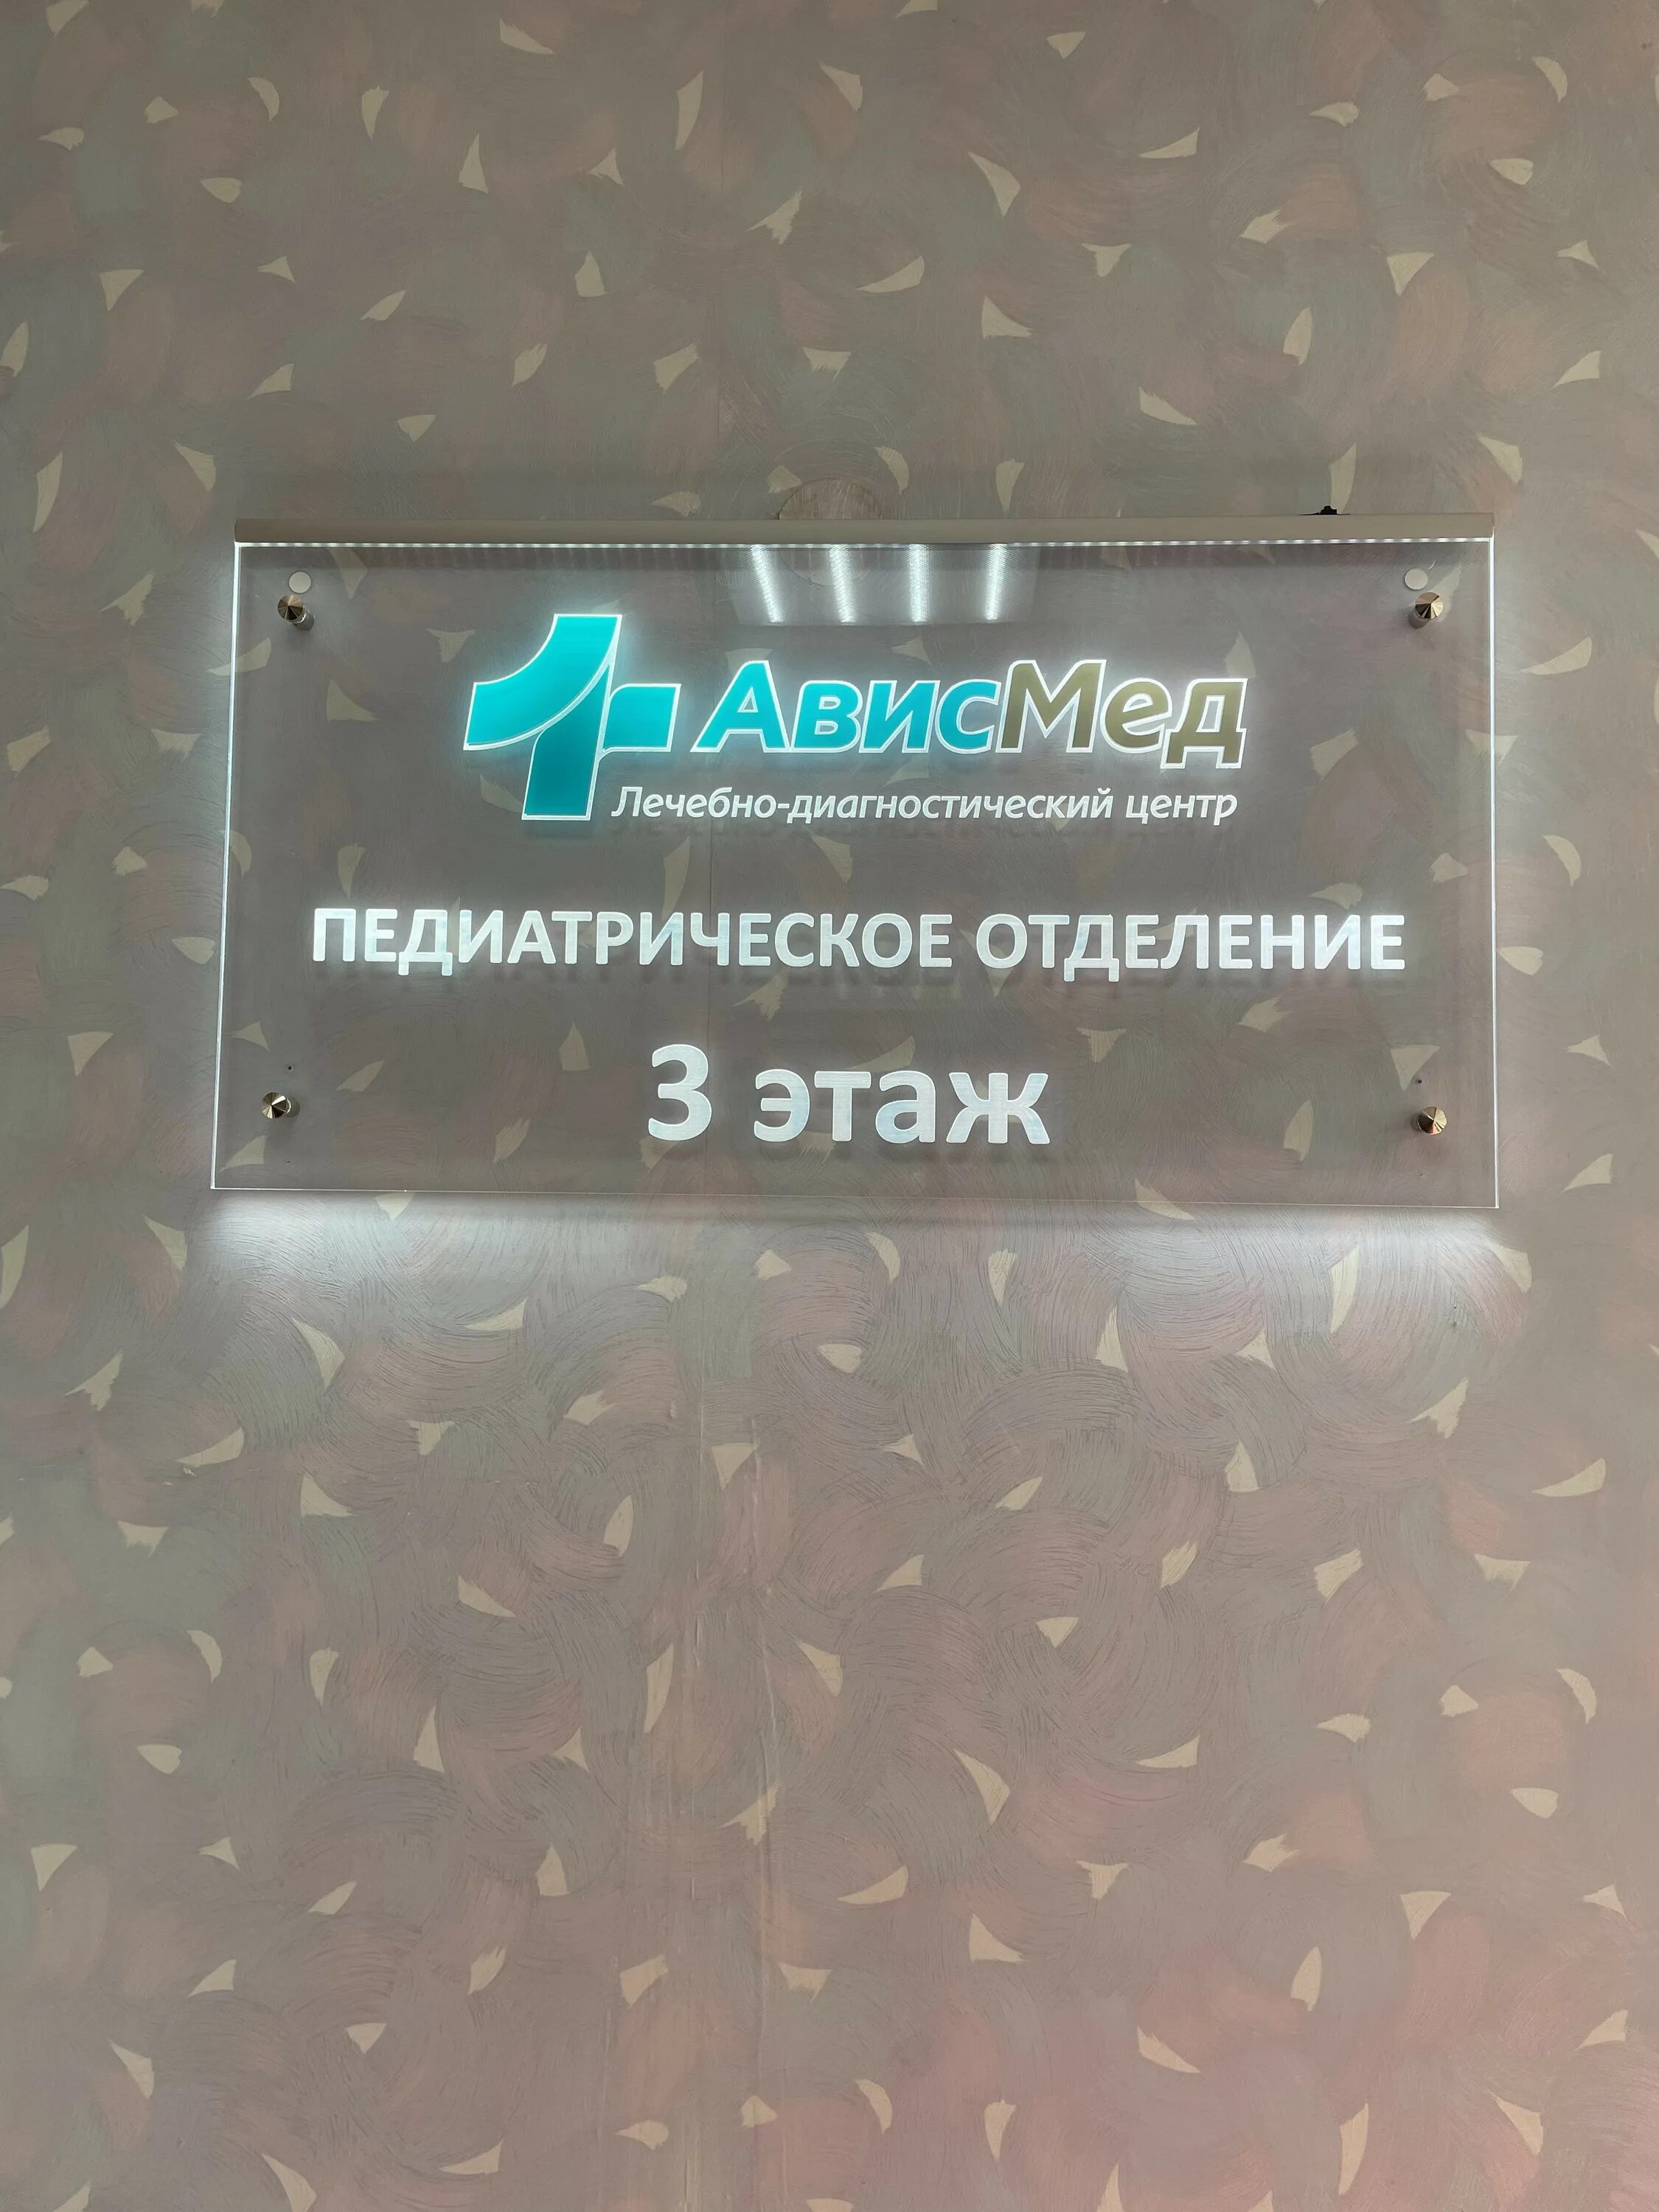 АвисМед
Лечебно-диагностический центр
ПЕДИАТРИЧЕСКОЕ ОТДЕЛЕНИЕ
3 этаж